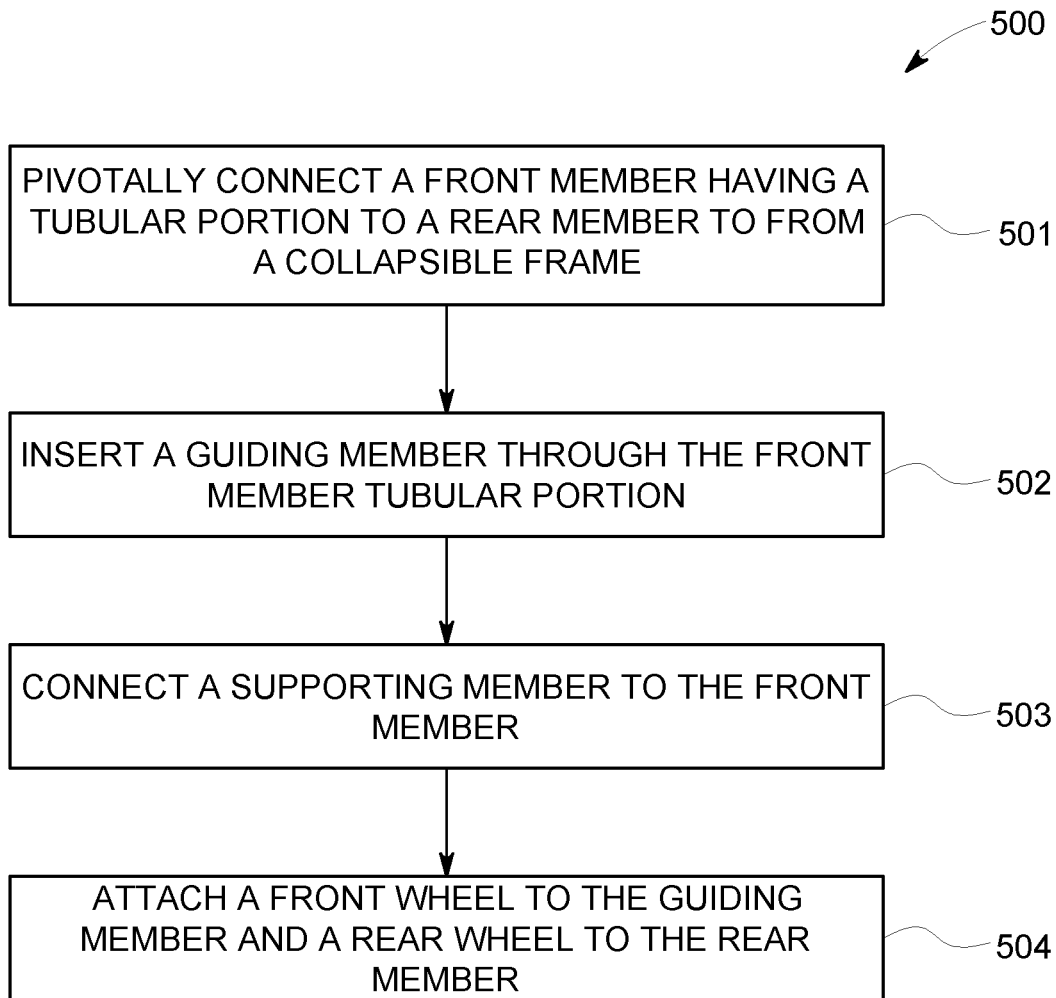 500
PIVOTALLY CONNECT A FRONT MEMBER HAVING A
TUBULAR PORTION TO A REAR MEMBER TO FROM
A COLLAPSIBLE FRAME
501
INSERT A GUIDING MEMBER THROUGH THE FRONT
MEMBER TUBULAR PORTION
502
CONNECT A SUPPORTING MEMBER TO THE FRONT
MEMBER
503
ATTACH A FRONT WHEEL TO THE GUIDING
MEMBER AND A REAR WHEEL TO THE REAR
MEMBER
504